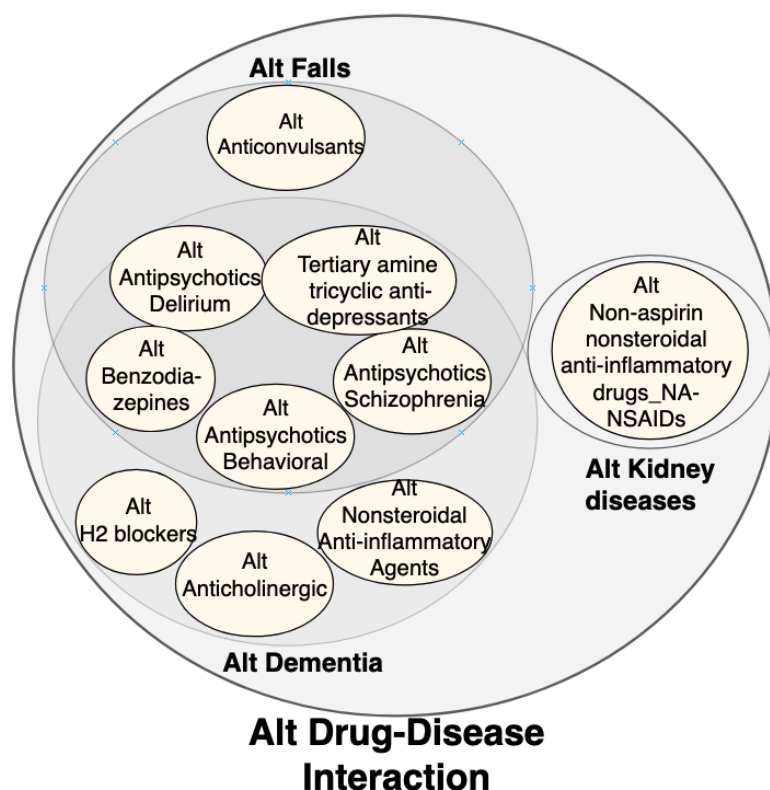 Alt Falls
Alt
Anticonvulsants
Alt
Antipsychotics
Delirium
Alt
Tertiary amine
tricyclic anti-
depressants
Alt
Benzodia-
zepines
Alt
Antipsychotics
Schizophrenia
Alt
Antipsychotics
Behavioral
Alt
Non-aspirin
nonsteroidal
anti-inflammatory
drugs_NA-
NSAIDs
Alt Kidney
diseases
Alt
H2 blockers
Alt
Anticholinergic
Alt
Nonsteroidal
Anti-inflammatory
Agents
Alt Dementia
Alt Drug-Disease
Interaction